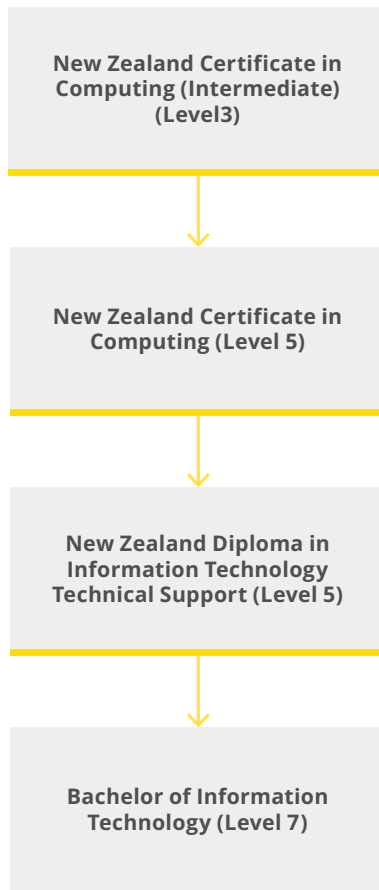 New Zealand Certificate in
Computing (Intermediate)
(Level3)
New Zealand Certificate in
Computing (Level 5)
New Zealand Diploma in
Information Technology
Technical Support (Level 5)
Bachelor of Information
Technology (Level 7)